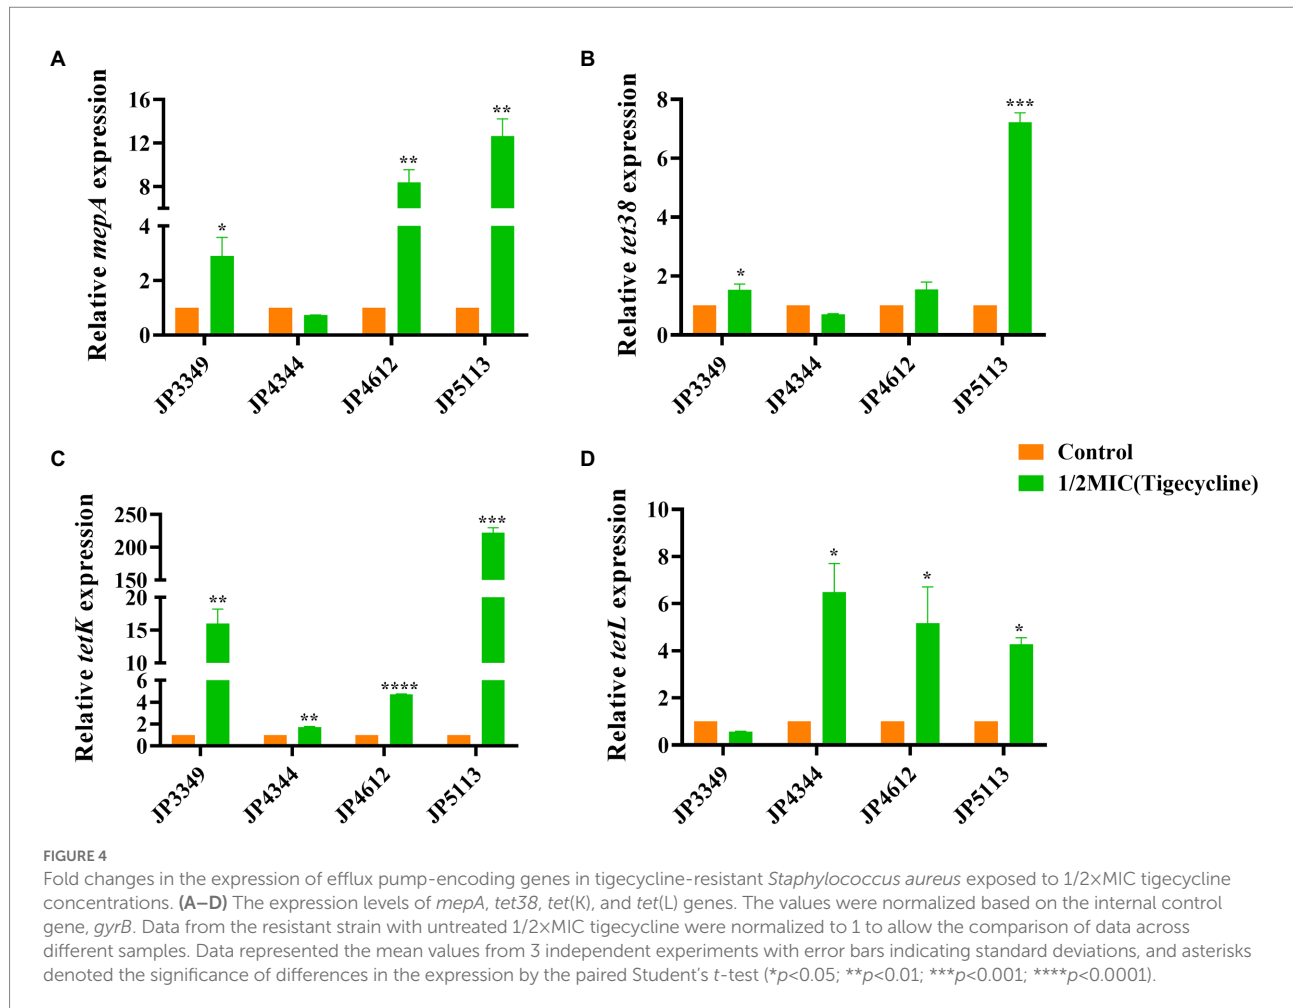 A
Relative mepA expression
16
12
8
4
2
0
**
**
*
JP3349
JP4344
JP4612
JP5113
B
Relative tet38 expression
8
6
4
2
0
***
*
JP3349
JP4344
JP4612
JP5113
C
Relative tetK expression
250
200
150
20
15
10
6
4
2
0
***
**
****
**
JP3349
JP4344
JP4612
JP5113
Control
1/2MIC(Tigecycline)
D
Relative tetL expression
10
8
6
4
2
0
*
*
*
JP3349
JP4344
JP4612
JP5113
FIGURE 4
Fold changes in the expression of efflux pump-encoding genes in tigecycline-resistant Staphylococcus aureus exposed to 1/2×MIC tigecycline
concentrations. (A–D) The expression levels of mepA, tet38, tet(K), and tet(L) genes. The values were normalized based on the internal control
gene, gyrB. Data from the resistant strain with untreated 1/2×MIC tigecycline were normalized to 1 to allow the comparison of data across
different samples. Data represented the mean values from 3 independent experiments with error bars indicating standard deviations, and asterisks
denoted the significance of differences in the expression by the paired Student's t-test (*p<0.05; **p<0.01; ***p<0.001; ****p<0.0001).